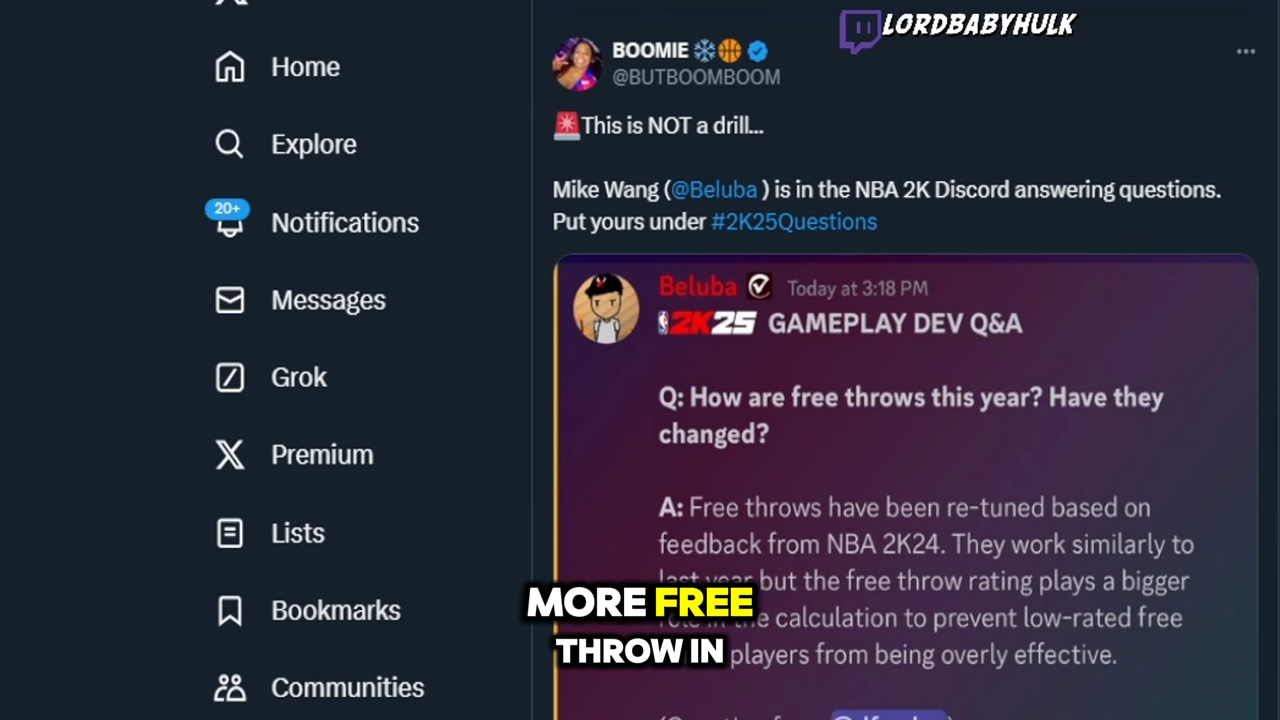 LORDBABYHULK
Home
Explore
20+
Notifications
Messages
Grok
Premium
Lists
Bookmarks
Communities
BOOMIE
@BUTBOOMBOOM
This is NOT a drill...
Mike Wang (@Beluba ) is in the NBA 2K Discord answering questions.
Put yours under #2K25Questions
Beluba Today at 3:18 PM
2K25 GAMEPLAY DEV Q&A
Q: How are free throws this year? Have they
changed?
A: Free throws have been re-tuned based on
feedback from NBA 2K24. They work similarly to
last year but the free throw rating plays a bigger
role in the calculation to prevent low-rated free
players from being overly effective.
MORE FREE
THROW IN